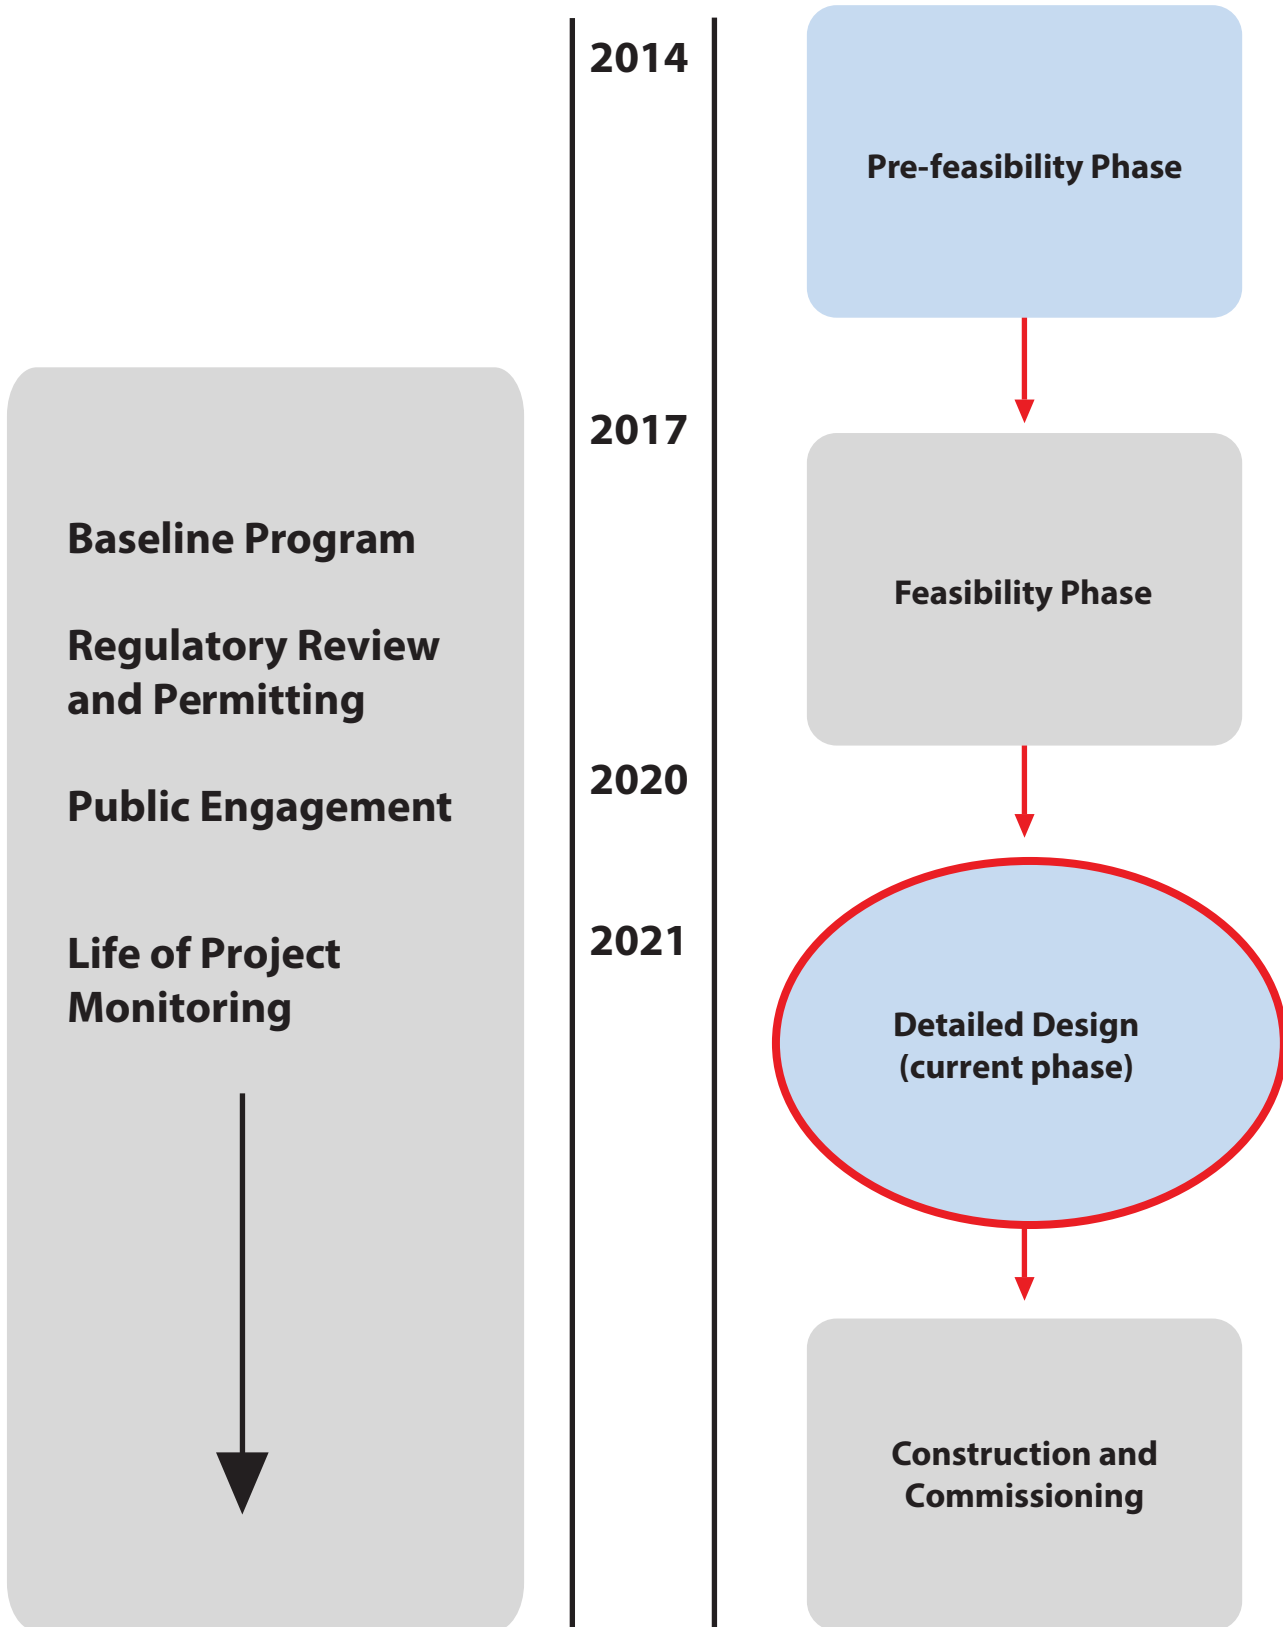 2014
Pre-feasibility Phase
2017
Baseline Program
Feasibility Phase
Regulatory Review
and Permitting
2020
Public Engagement
2021
Life of Project
Monitoring
Detailed Design
(current phase)
Construction and
Commissioning